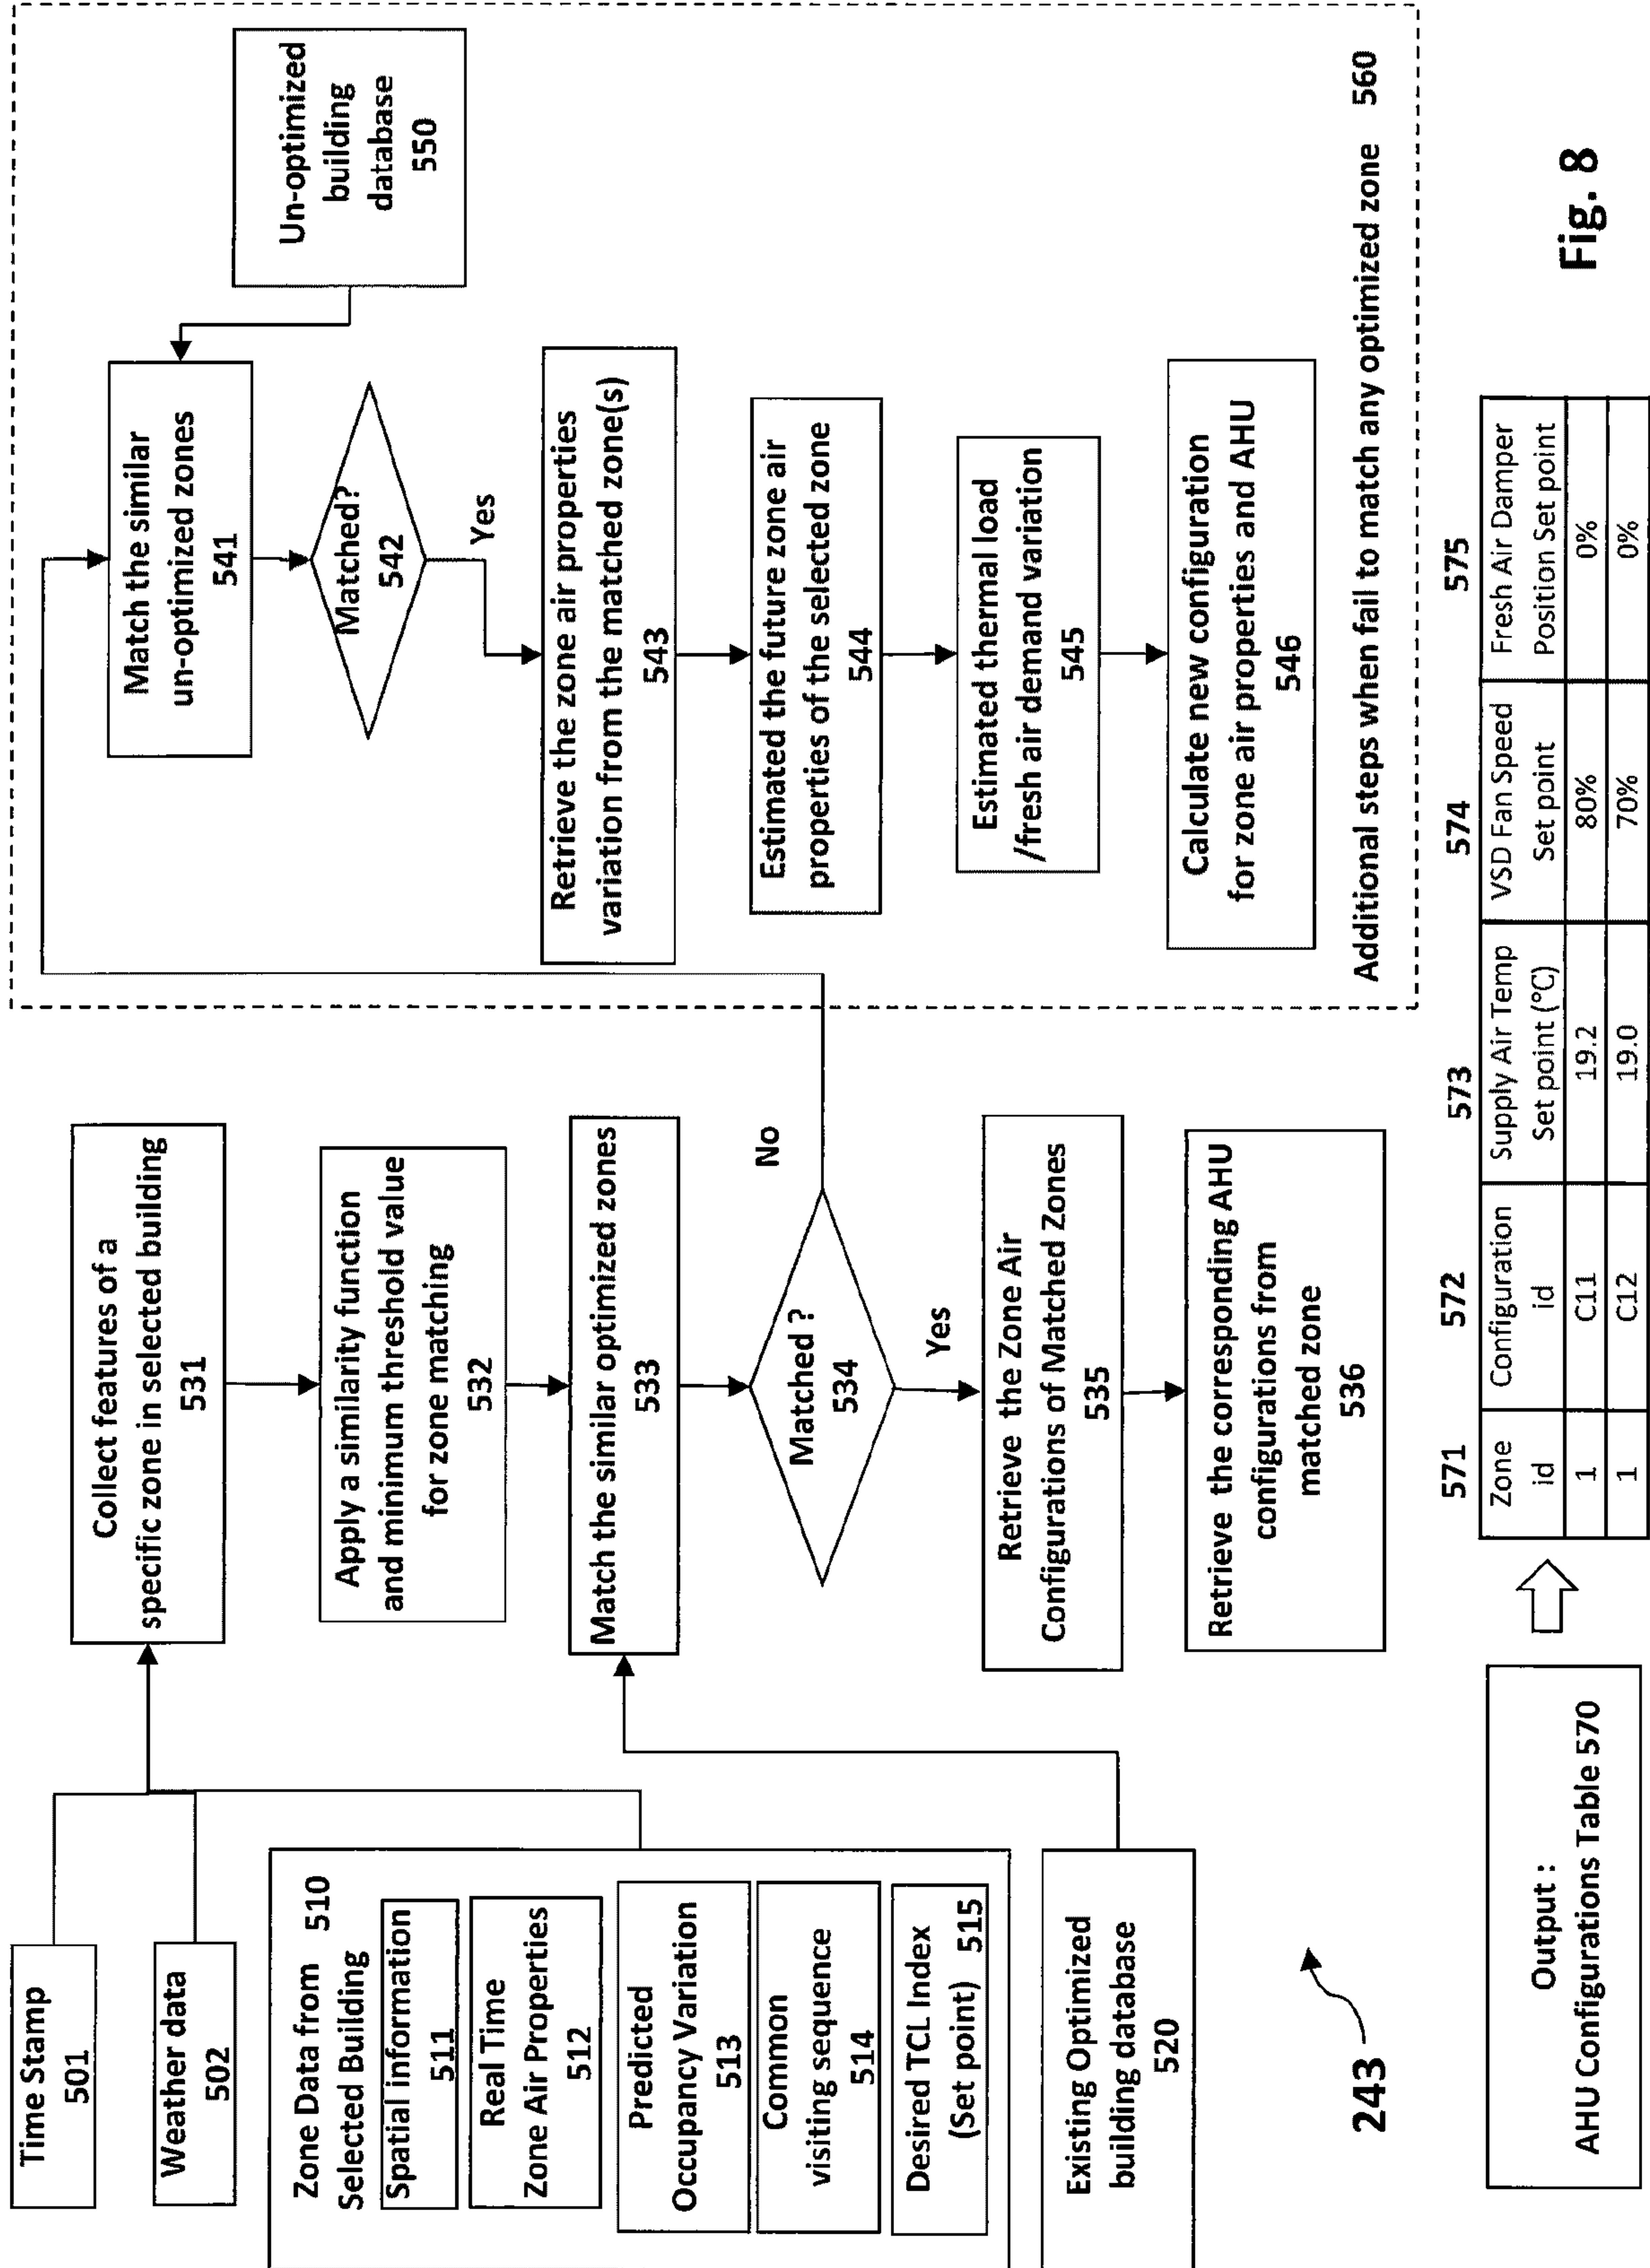 Time Stamp
501
Weather data
502
Zone Data from 510
Selected Building
Spatial information
511
Real Time
Zone Air Properties
512
Predicted
Occupancy Variation
513
Common
visiting sequence
514
Desired TCL Index
(Set point) 515
Existing Optimized
building database
520
243
Collect features of a
specific zone in selected building
531
Apply a similarity function
and minimum threshold value
for zone matching
532
Match the similar optimized zones
533
Matched ?
534
No
Yes
Retrieve the Zone Air
Configurations of Matched Zones
535
Retrieve the corresponding AHU
configurations from
matched zone
536
Match the similar
un-optimized zones
541
Un-optimized
building
database
550
Matched?
542
Yes
Retrieve the zone air properties
variation from the matched zone(s)
543
Estimated the future zone air
properties of the selected zone
544
Estimated thermal load
/fresh air demand variation
545
Calculate new configuration
for zone air properties and AHU
546
Additional steps when fail to match any optimized zone 560
Output :
AHU Configurations Table 570
571 572 573 574 575
Zone Configuration Supply Air Temp VSD Fan Speed Fresh Air Damper
id id Set point (°C) Set point Position Set point
1 C11 19.2 80% 0%
1 C12 19.0 70% 0%
Fig. 8